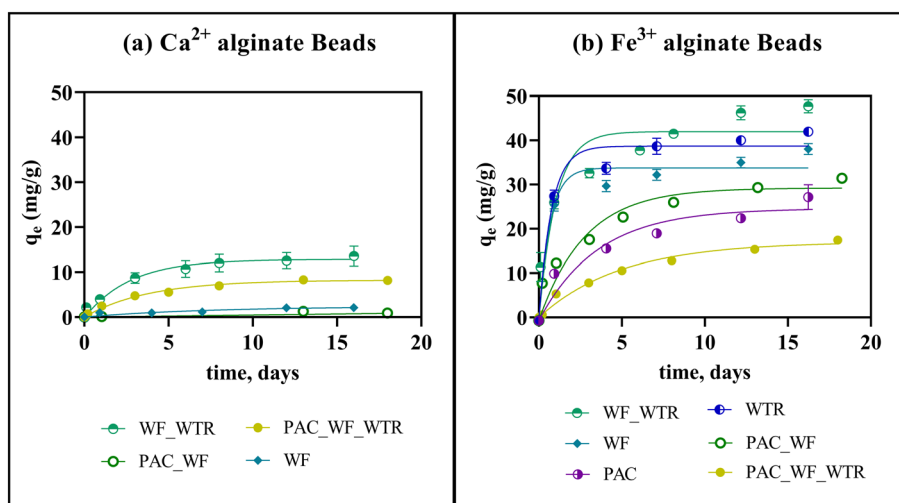 (a) Ca²⁺ alginate Beads
50
40
30
20
10
0
qₑ (mg/g)
0 5 10 15 20
time, days
WF_WTR PAC_WF_WTR
PAC_WF WF
(b) Fe³⁺ alginate Beads
50
40
30
20
10
0
qₑ (mg/g)
0 5 10 15 20
time, days
WF_WTR WTR
WF PAC_WF
PAC PAC_WF_WTR